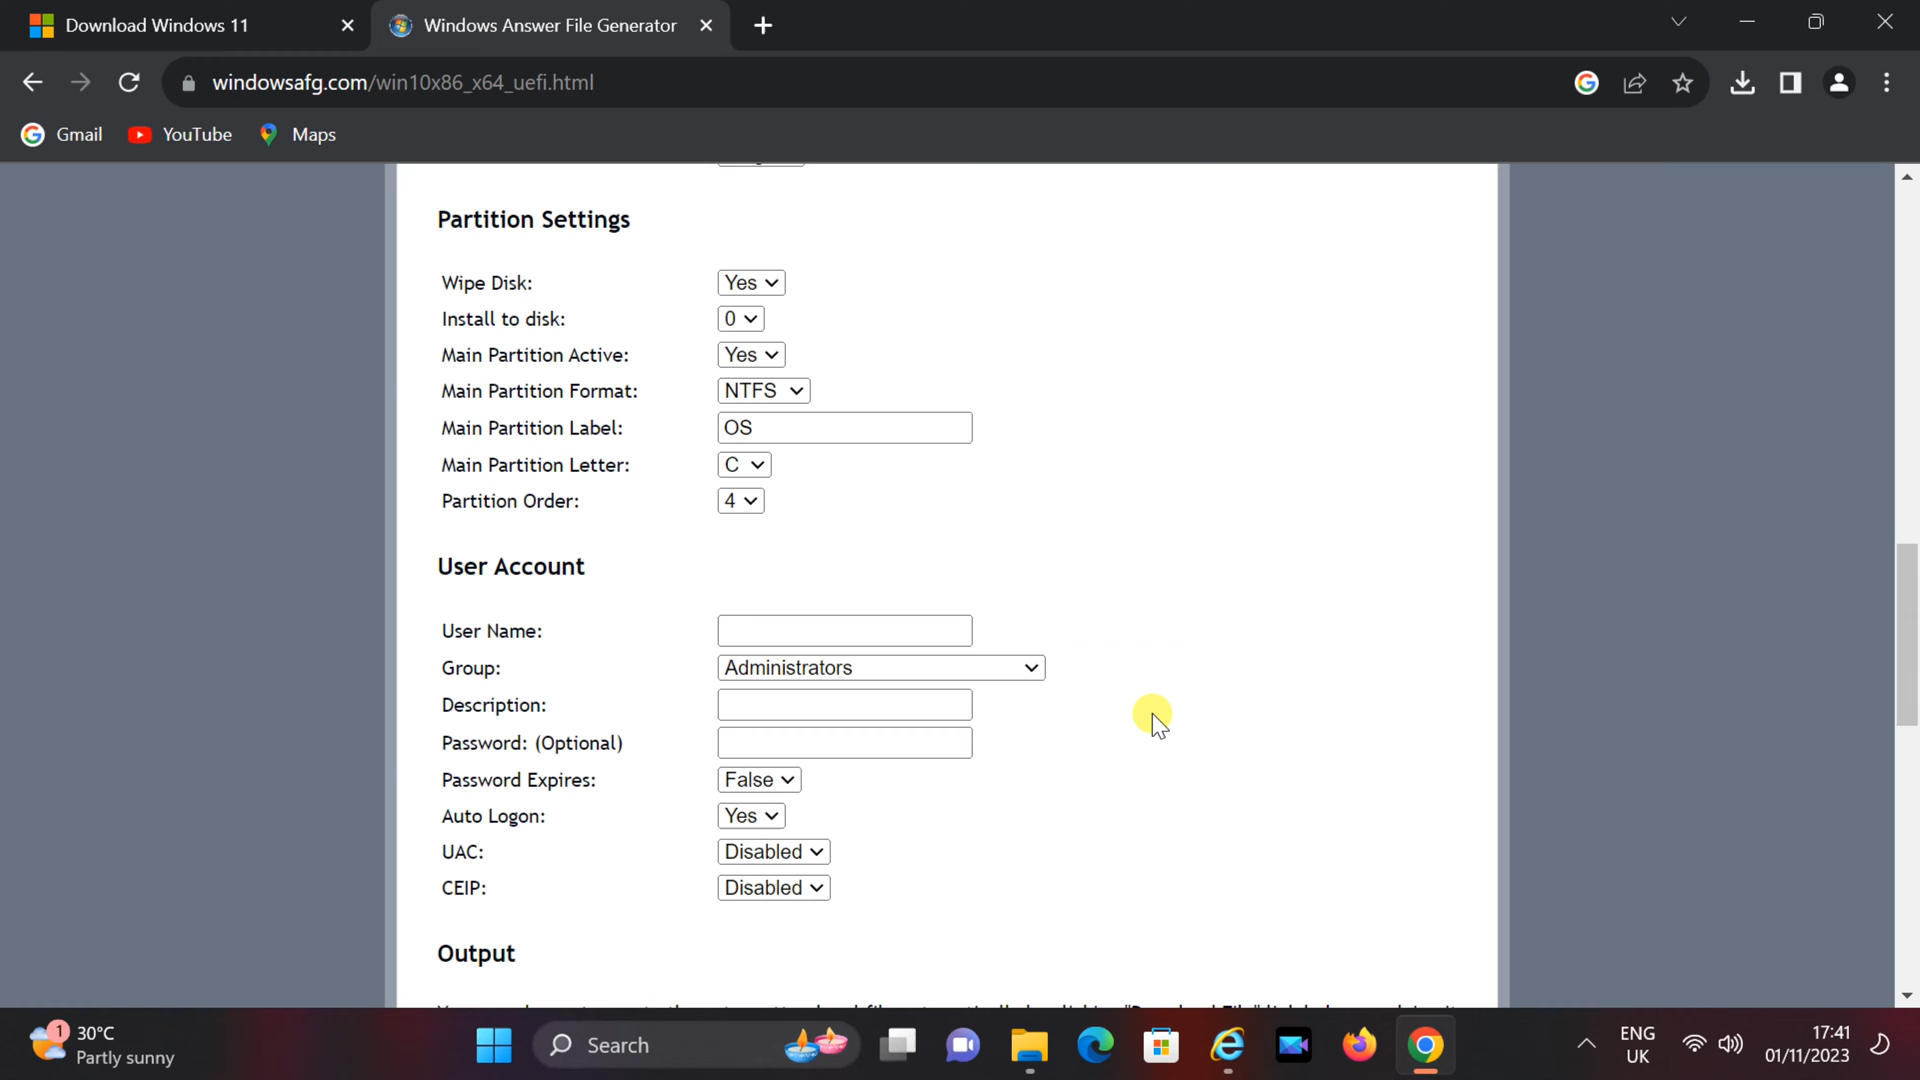 Download Windows 11
Windows Answer File Generator
windowsafg.com/win10x86_x64_uefi.html
Gmail
YouTube
Maps
Partition Settings
Wipe Disk: Yes
Install to disk: 0
Main Partition Active: Yes
Main Partition Format: NTFS
Main Partition Label: OS
Main Partition Letter: C
Partition Order: 4
User Account
User Name:
Group: Administrators
Description:
Password: (Optional)
Password Expires: False
Auto Logon: Yes
UAC: Disabled
CEIP: Disabled
Output
1
30°C
Partly sunny
Search
ENG
UK
17:41
01/11/2023